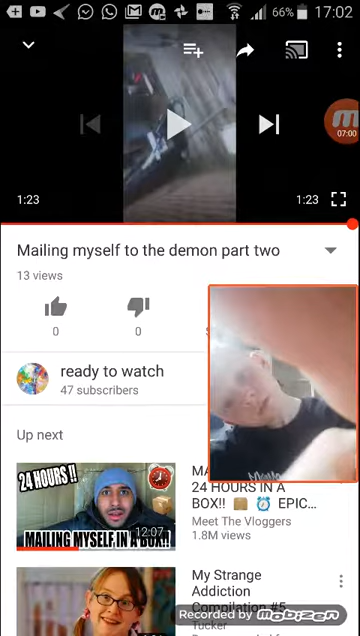 66% 17:02
07:00
1:23
1:23
Mailing myself to the demon part two
13 views
0
0
ready to watch
47 subscribers
Up next
24 HOURS !!
MAILING MYSELF IN A BOX!!
12:07
24 HOURS IN A
BOX!! 📦 ⏰ EPIC...
Meet The Vloggers
1.8M views
My Strange
Addiction
Compilation #5
Tucker
Recorded by mobizen